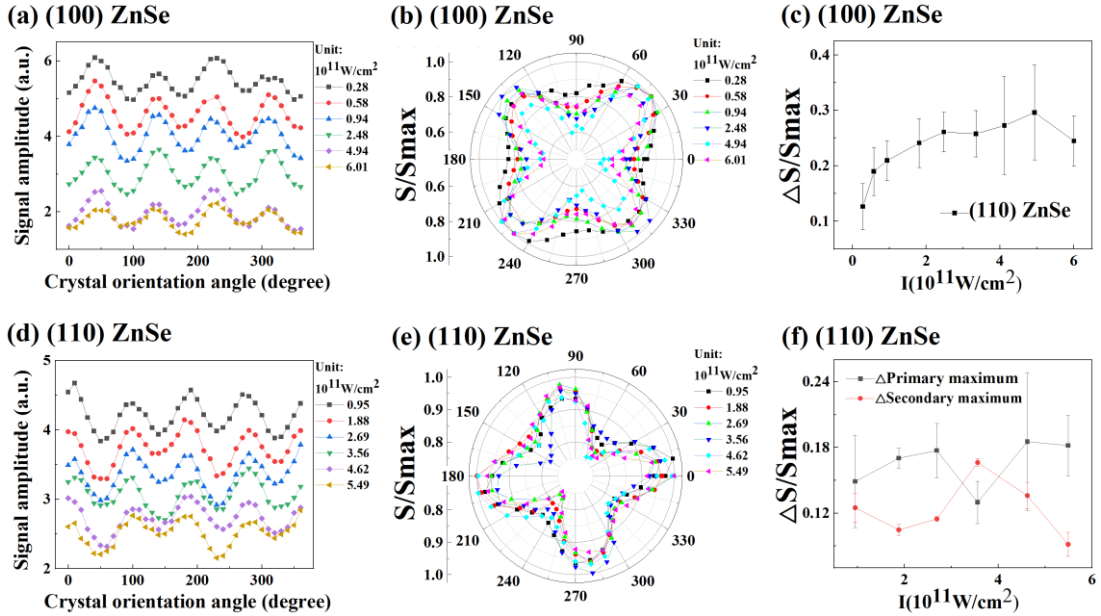 (a) (100) ZnSe
Signal amplitude (a.u.)
6
4
2
0 100 200 300
Crystal orientation angle (degree)
Unit:
10¹¹W/cm²
0.28
0.58
0.94
2.48
4.94
6.01
(b) (100) ZnSe
S/Smax
1.0
0.8
0.6
0.6
0.8
1.0
90
120
60
150
30
180
0
210
330
240
300
270
Unit:
10¹¹W/cm²
0.28
0.58
0.94
2.48
4.94
6.01
(c) (100) ZnSe
△S/Smax
0.4
0.3
0.2
0.1
(110) ZnSe
0 2 4 6
I(10¹¹W/cm²)
(d) (110) ZnSe
Signal amplitude (a.u.)
5
4
3
2
0 100 200 300
Crystal orientation angle (degree)
Unit:
10¹¹W/cm²
0.95
1.88
2.69
3.56
4.62
5.49
(e) (110) ZnSe
S/Smax
1.0
0.9
0.8
0.8
0.9
1.0
90
120
60
150
30
180
0
210
330
240
300
270
Unit:
10¹¹W/cm²
0.95
1.88
2.69
3.56
4.62
5.49
(f) (110) ZnSe
△S/Smax
0.24
0.18
0.12
△Primary maximum
△Secondary maximum
2 4 6
I(10¹¹W/cm²)